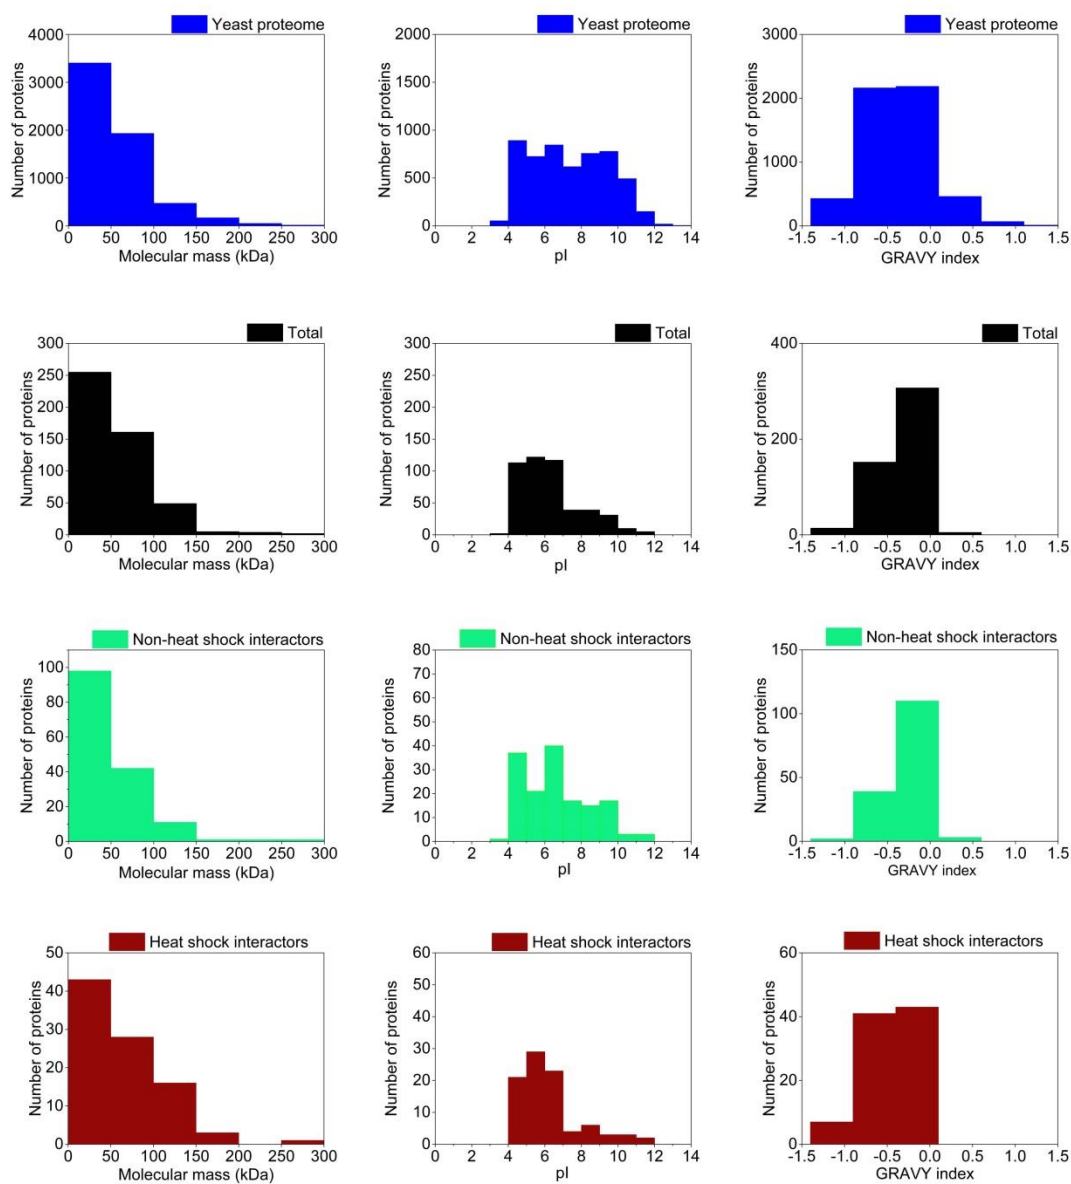 Yeast proteome
4000
3000
2000
1000
0
Number of proteins
0 50 100 150 200 250 300
Molecular mass (kDa)
Yeast proteome
2000
1500
1000
500
0
Number of proteins
0 2 4 6 8 10 12 14
pI
Yeast proteome
3000
2000
1000
0
Number of proteins
-1.5 -1.0 -0.5 0.0 0.5 1.0 1.5
GRAVY index
Total
300
250
200
150
100
50
0
Number of proteins
0 50 100 150 200 250 300
Molecular mass (kDa)
Total
300
250
200
150
100
50
0
Number of proteins
0 2 4 6 8 10 12 14
pI
Total
400
200
0
Number of proteins
-1.5 -1.0 -0.5 0.0 0.5 1.0 1.5
GRAVY index
Non-heat shock interactors
100
80
60
40
20
0
Number of proteins
0 50 100 150 200 250 300
Molecular mass (kDa)
Non-heat shock interactors
80
70
60
50
40
30
20
10
0
Number of proteins
0 2 4 6 8 10 12 14
pI
Non-heat shock interactors
150
100
50
0
Number of proteins
-1.5 -1.0 -0.5 0.0 0.5 1.0 1.5
GRAVY index
Heat shock interactors
50
40
30
20
10
0
Number of proteins
0 50 100 150 200 250 300
Molecular mass (kDa)
Heat shock interactors
60
50
40
30
20
10
0
Number of proteins
0 2 4 6 8 10 12 14
pI
Heat shock interactors
60
40
20
0
Number of proteins
-1.5 -1.0 -0.5 0.0 0.5 1.0 1.5
GRAVY index